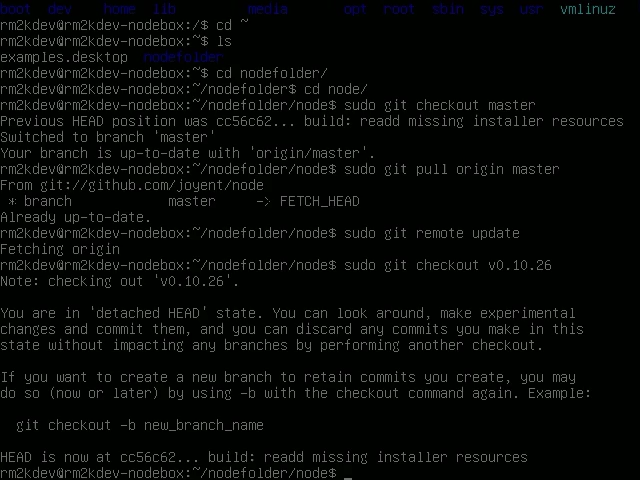 boot dev home lib media opt root sbin sys usr vmlinuz
rm2kdev@rm2kdev-nodebox:/$ cd ~
rm2kdev@rm2kdev-nodebox:~$ ls
examples.desktop nodefolder
rm2kdev@rm2kdev-nodebox:~$ cd nodefolder/
rm2kdev@rm2kdev-nodebox:~/nodefolder$ cd node/
rm2kdev@rm2kdev-nodebox:~/nodefolder/node$ sudo git checkout master
Previous HEAD position was cc56c62... build: readd missing installer resources
Switched to branch 'master'
Your branch is up-to-date with 'origin/master'.
rm2kdev@rm2kdev-nodebox:~/nodefolder/node$ sudo git pull origin master
From git://github.com/joyent/node
 * branch            master     -> FETCH_HEAD
Already up-to-date.
rm2kdev@rm2kdev-nodebox:~/nodefolder/node$ sudo git remote update
Fetching origin
rm2kdev@rm2kdev-nodebox:~/nodefolder/node$ sudo git checkout v0.10.26
Note: checking out 'v0.10.26'.
You are in 'detached HEAD' state. You can look around, make experimental
changes and commit them, and you can discard any commits you make in this
state without impacting any branches by performing another checkout.
If you want to create a new branch to retain commits you create, you may
do so (now or later) by using -b with the checkout command again. Example:
  git checkout -b new_branch_name
HEAD is now at cc56c62... build: readd missing installer resources
rm2kdev@rm2kdev-nodebox:~/nodefolder/node$ _